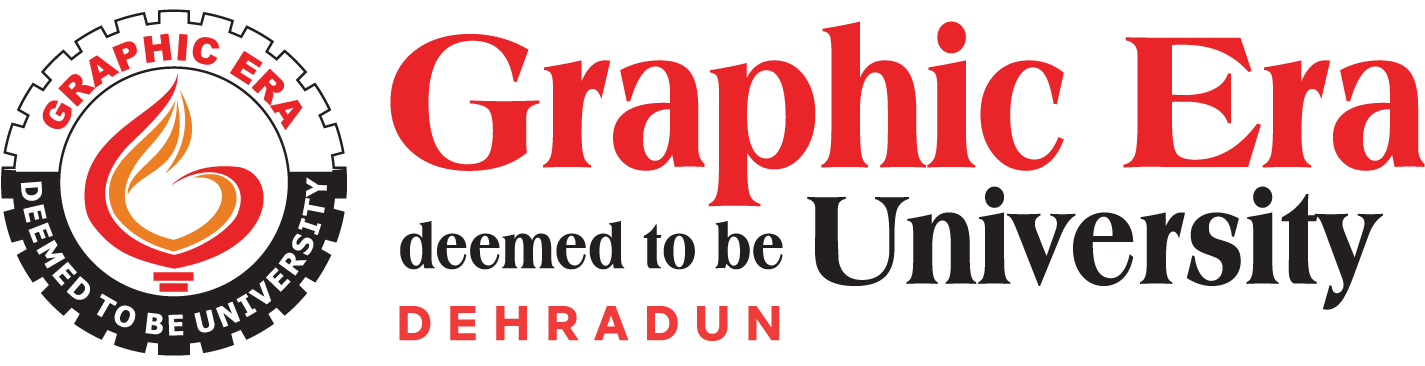 GRAPHIC ERA
DEEMED TO BE UNIVERSITY
Graphic Era
deemed to be University
DEHRADUN